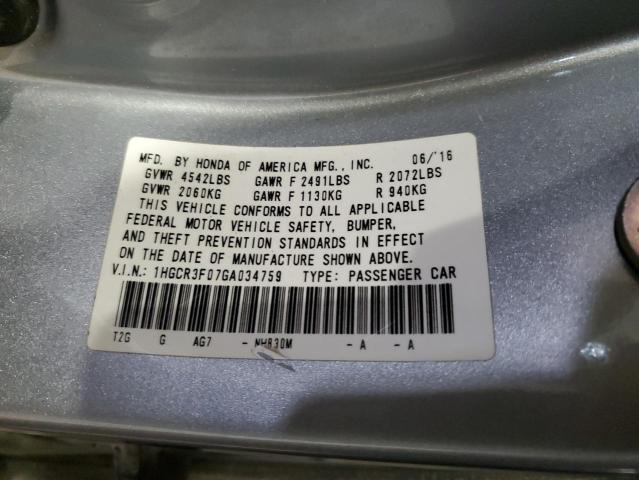 MFD. BY HONDA OF AMERICA MFG., INC. 06/'16
GVWR 4542LBS GAWR F 2491LBS R 2072LBS
GVWR 2060KG GAWR F 1130KG R 940KG
THIS VEHICLE CONFORMS TO ALL APPLICABLE
FEDERAL MOTOR VEHICLE SAFETY, BUMPER,
AND THEFT PREVENTION STANDARDS IN EFFECT
ON THE DATE OF MANUFACTURE SHOWN ABOVE.
V.I.N.: 1HGCR3F07GA034759 TYPE: PASSENGER CAR
T2G G AG7 - NH830M - A - A